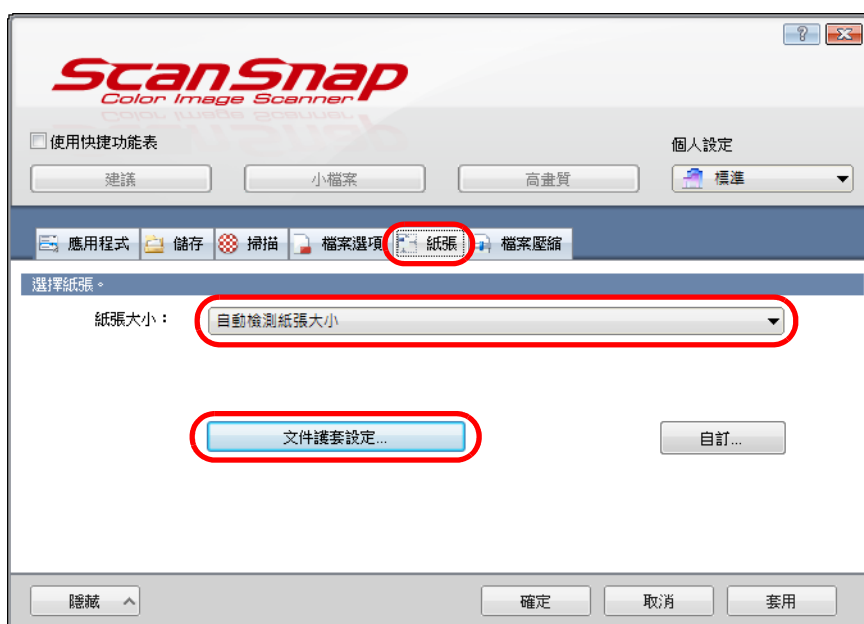 ScanSnap
Color Image Scanner
使用快捷功能表
個人設定
建議
小檔案
高畫質
標準
應用程式
儲存
掃描
檔案選項
紙張
檔案壓縮
選擇紙張。
紙張大小：
自動檢測紙張大小
文件護套設定...
自訂...
隱藏
確定
取消
套用